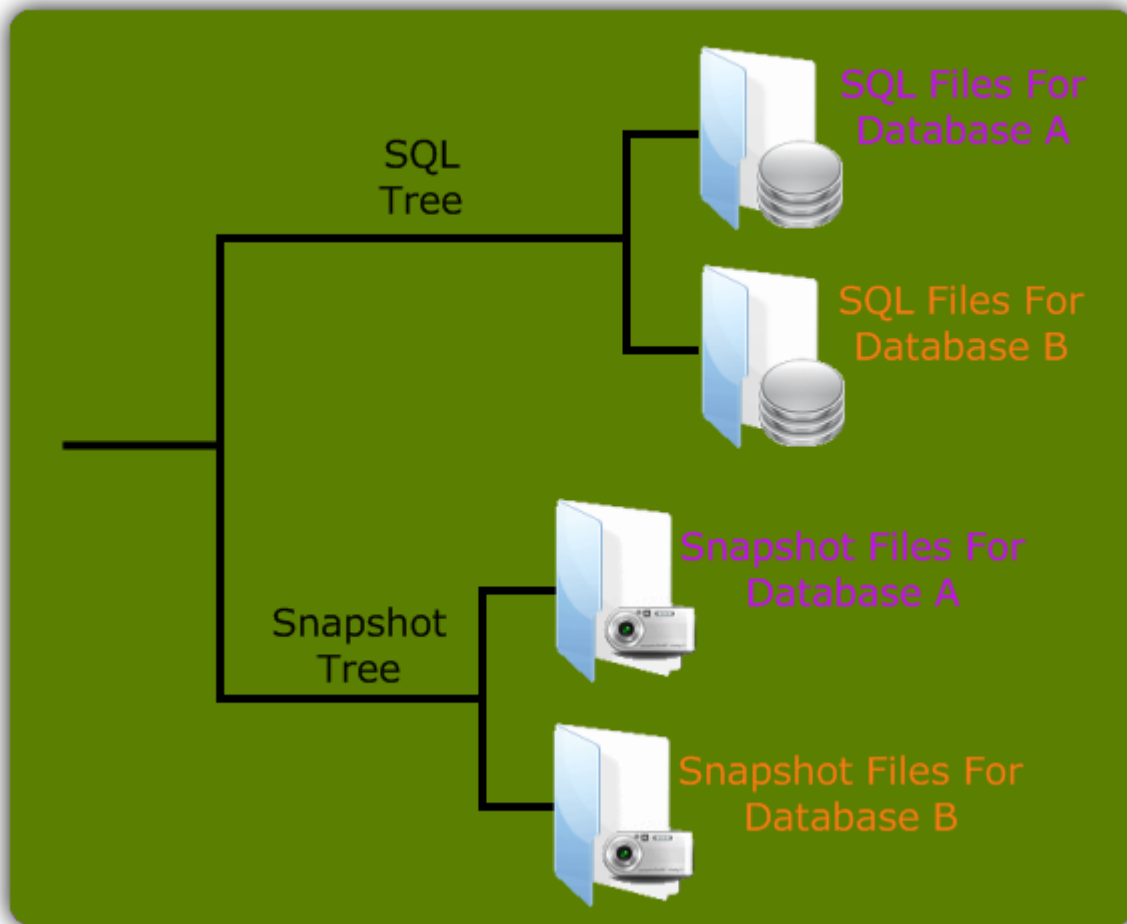 SQL Files For
Database A
SQL
Tree
SQL Files For
Database B
Snapshot Files For
Database A
Snapshot
Tree
Snapshot Files For
Database B